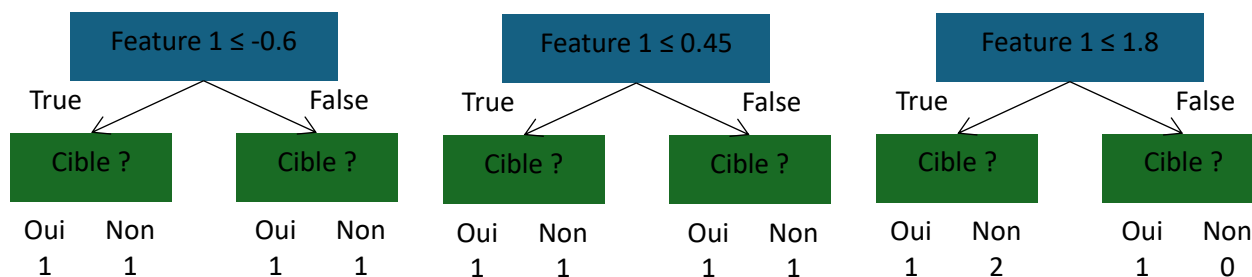 Feature 1 ≤ -0.6
True False
Cible ? Cible ?
Oui Non Oui Non
1 1 1 1
Feature 1 ≤ 0.45
True False
Cible ? Cible ?
Oui Non Oui Non
1 1 1 1
Feature 1 ≤ 1.8
True False
Cible ? Cible ?
Oui Non Oui Non
1 2 1 0